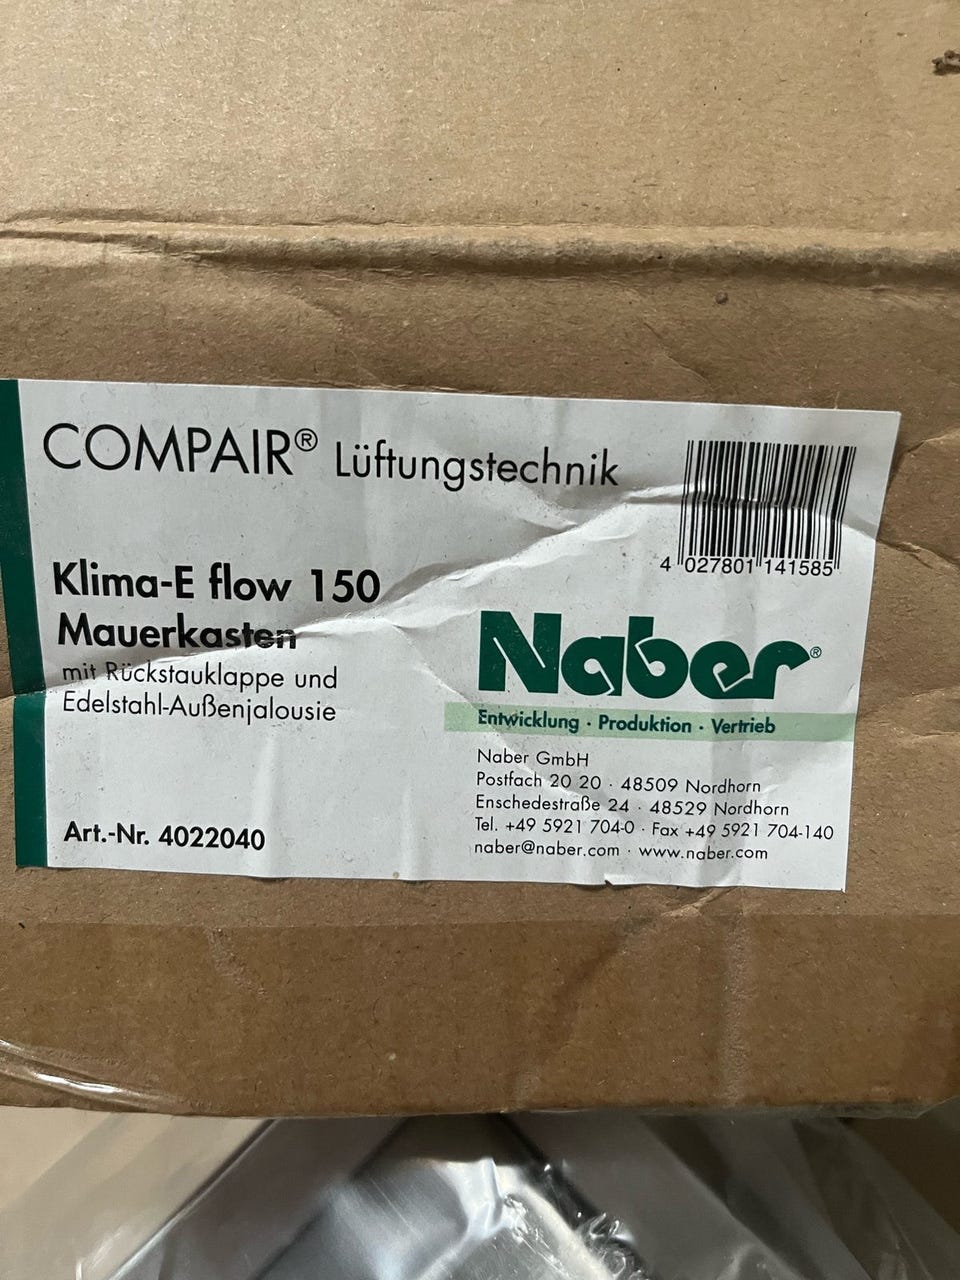 COMPAIR® Lüftungstechnik
4 027801 141585
Klima-E flow 150
Mauerkasten
mit Rückstauklappe und
Edelstahl-Außenjalousie
Art.-Nr. 4022040
Naber®
Entwicklung · Produktion · Vertrieb
Naber GmbH
Postfach 20 20 · 48509 Nordhorn
Enschedestraße 24 · 48529 Nordhorn
Tel. +49 5921 704-0 · Fax +49 5921 704-140
naber@naber.com · www.naber.com